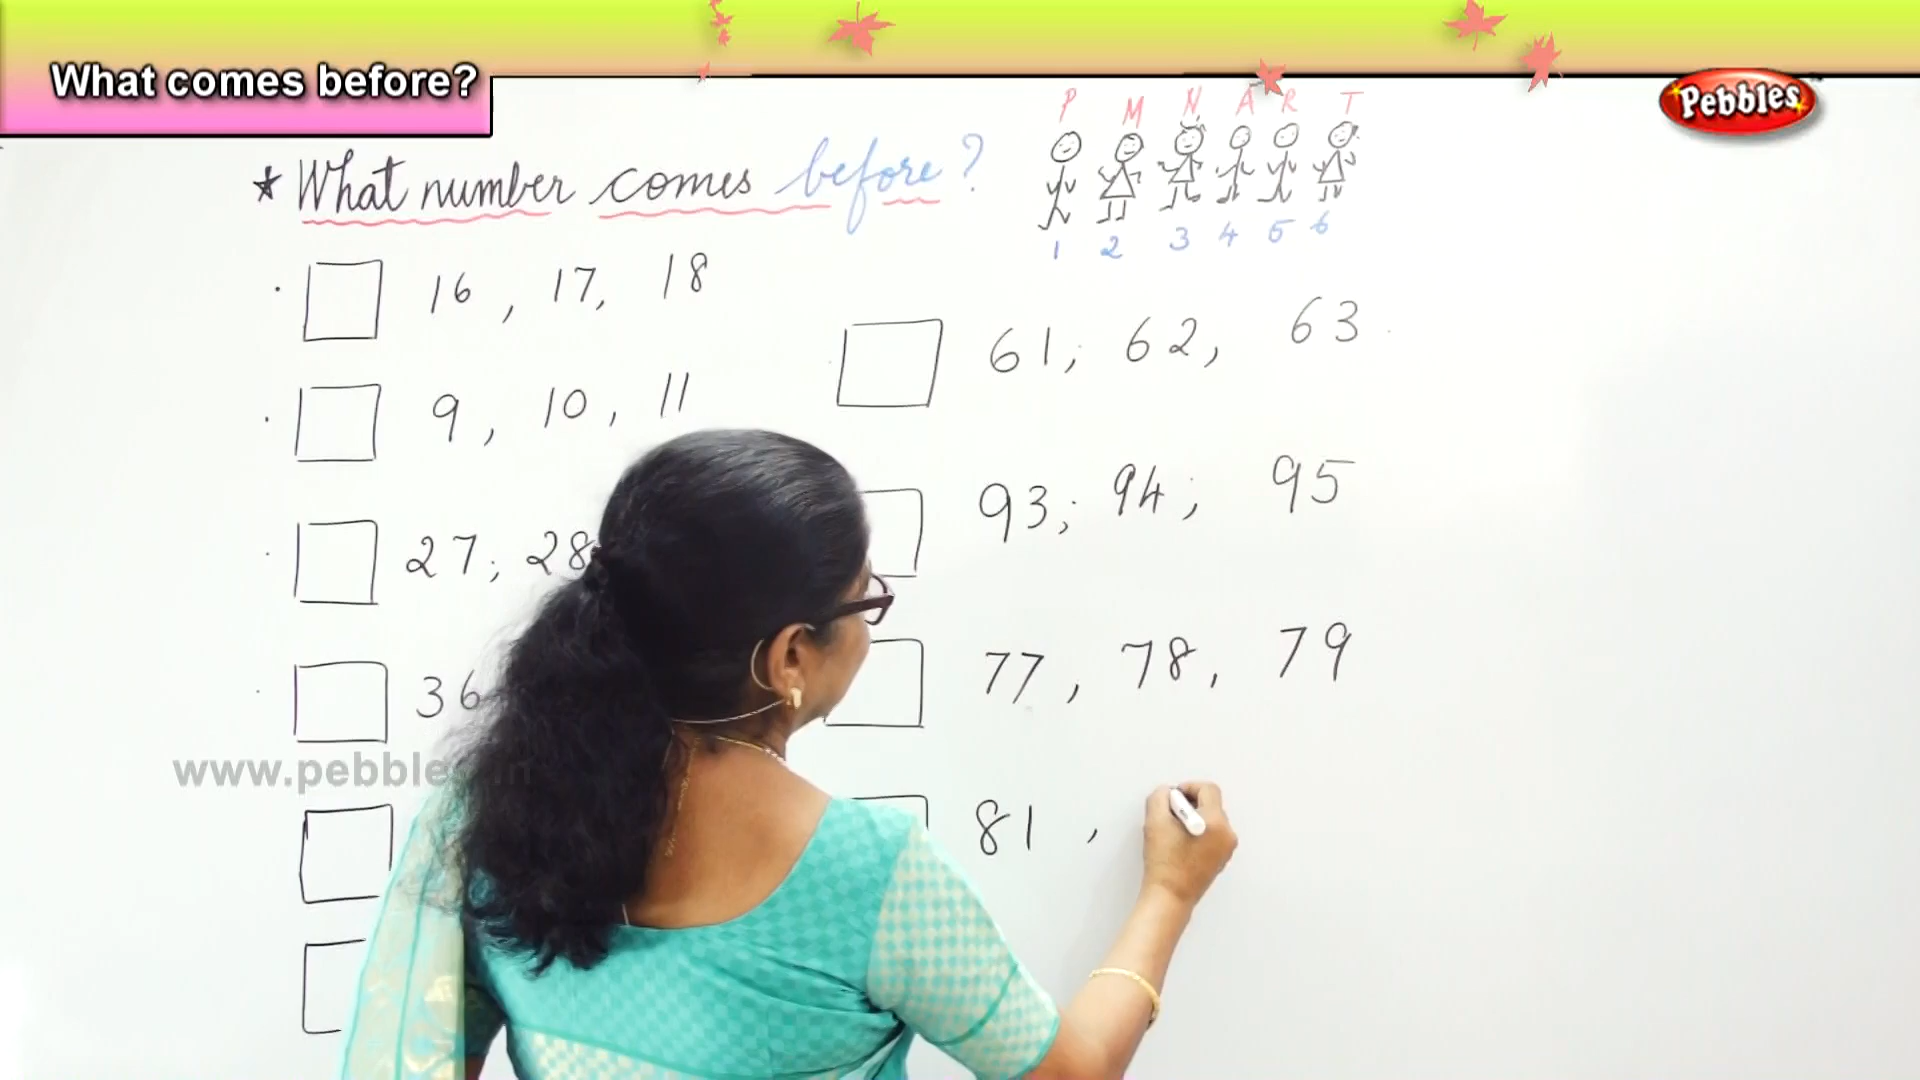 What comes before?
Pebbles
P M N A R T
* What number comes before ?
1 2 3 4 5 6
16 , 17, 18
9 , 10 , 11
27, 28
36
61, 62, 63
93, 94, 95
77, 78, 79
81 ,
www.pebbles.in